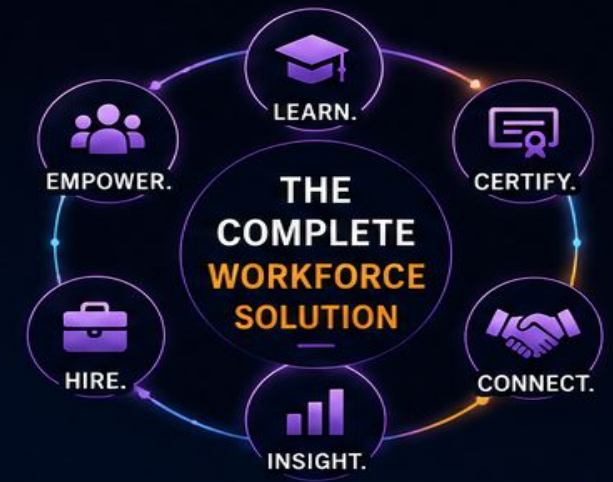 LEARN.
EMPOWER.
CERTIFY.
THE
COMPLETE
WORKFORCE
SOLUTION
HIRE.
CONNECT.
INSIGHT.